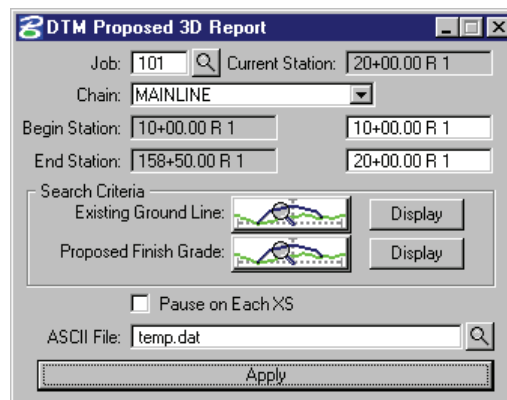 DTM Proposed 3D Report
Job: 101 Current Station: 20+00.00 R 1
Chain: MAINLINE
Begin Station: 10+00.00 R 1 10+00.00 R 1
End Station: 158+50.00 R 1 20+00.00 R 1
Search Criteria
Existing Ground Line: Display
Proposed Finish Grade: Display
Pause on Each XS
ASCII File: temp.dat
Apply